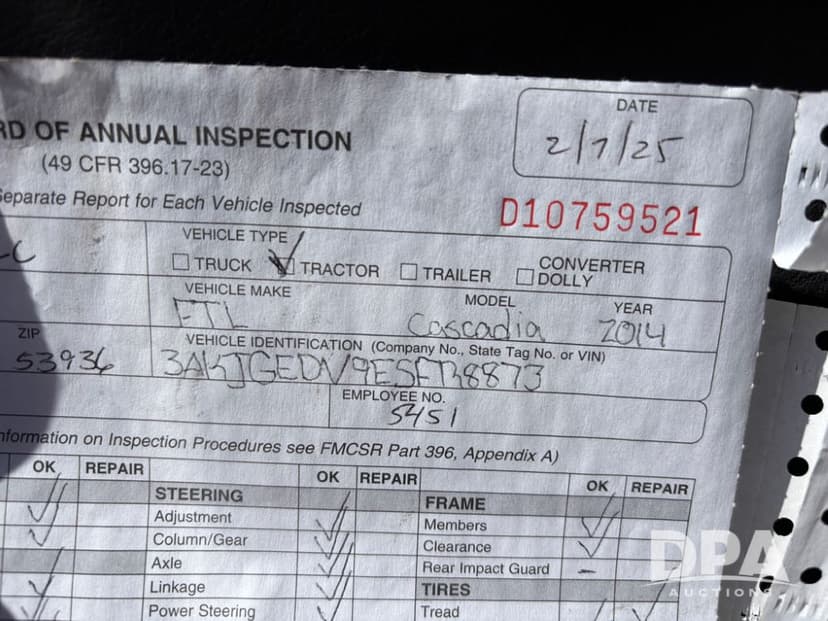 DATE
2/7/25
RD OF ANNUAL INSPECTION
(49 CFR 396.17-23)
Separate Report for Each Vehicle Inspected
D10759521
VEHICLE TYPE
TRUCK TRACTOR TRAILER CONVERTER DOLLY
VEHICLE MAKE MODEL YEAR
FTL Cascadia 2014
ZIP VEHICLE IDENTIFICATION (Company No., State Tag No. or VIN)
53936
EMPLOYEE NO.
5451
nformation on Inspection Procedures see FMCSR Part 396, Appendix A)
OK REPAIR OK REPAIR OK REPAIR
STEERING FRAME
Adjustment Members
Column/Gear Clearance
Axle Rear Impact Guard
Linkage TIRES
Power Steering Tread
DPA
AUCTIONS